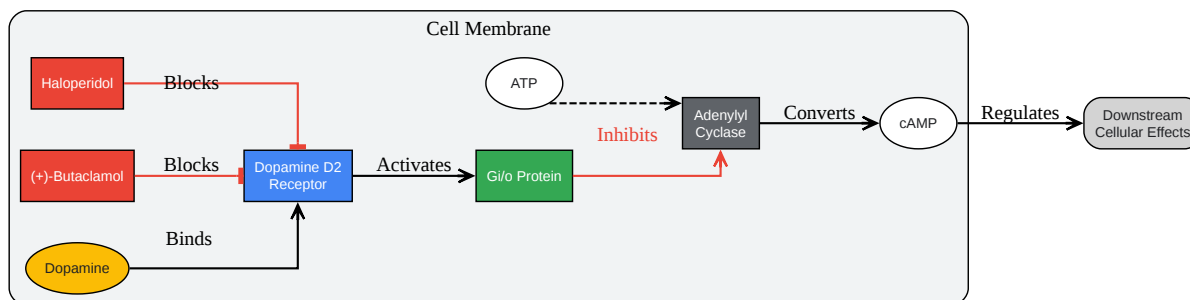 Cell Membrane
Haloperidol
Blocks
ATP
Adenylyl
Cyclase
Converts
cAMP
Regulates
Downstream
Cellular Effects
Inhibits
(+)-Butaclamol
Blocks
Dopamine D2
Receptor
Activates
Gi/o Protein
Binds
Dopamine